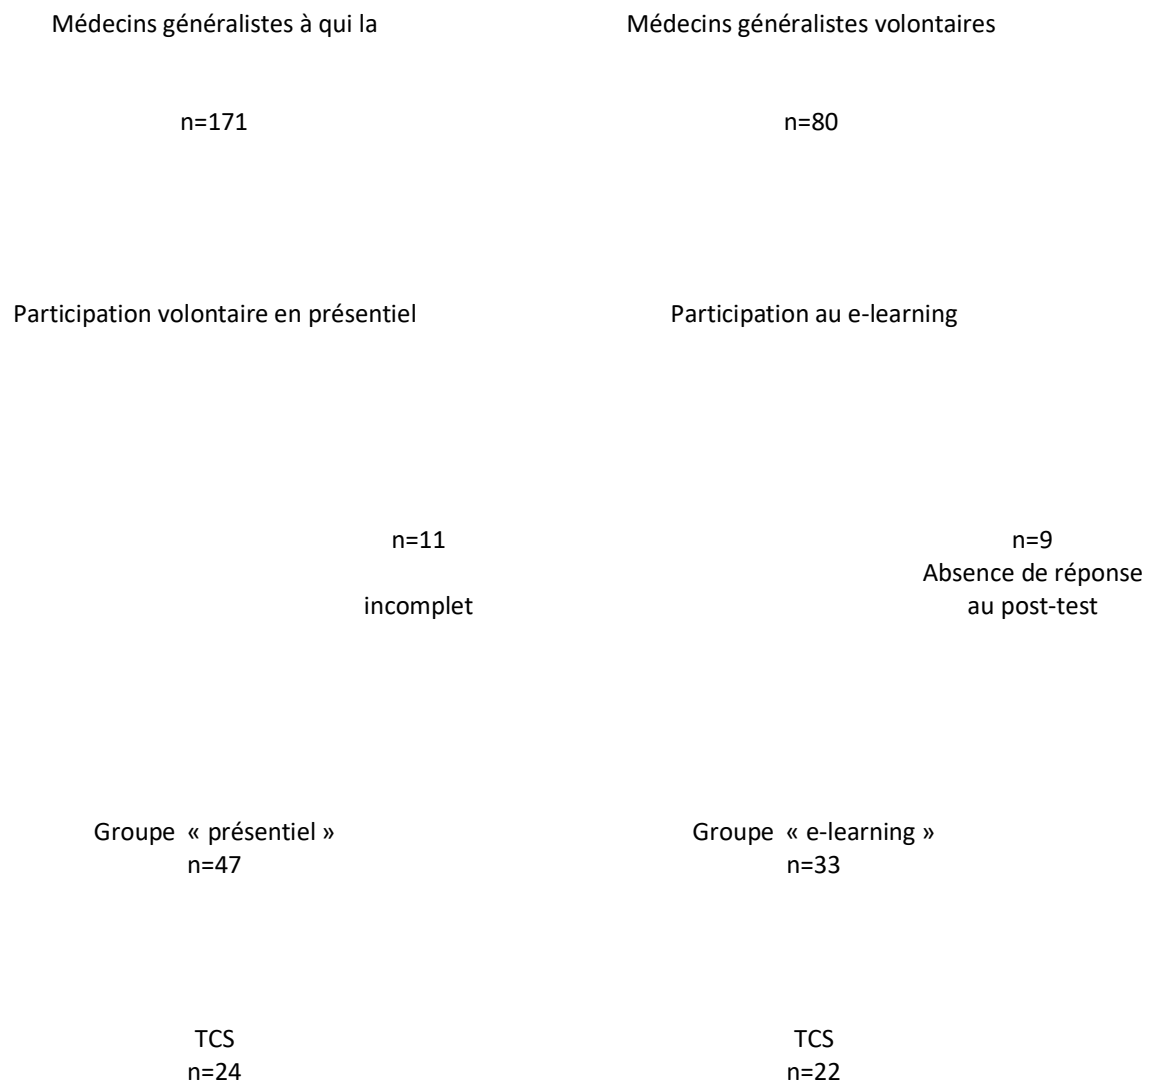 Médecins généralistes à qui la
Médecins généralistes volontaires
n=171
n=80
Participation volontaire en présentiel
Participation au e-learning
n=11
incomplet
n=9
Absence de réponse
au post-test
Groupe « présentiel »
n=47
Groupe « e-learning »
n=33
TCS
n=24
TCS
n=22